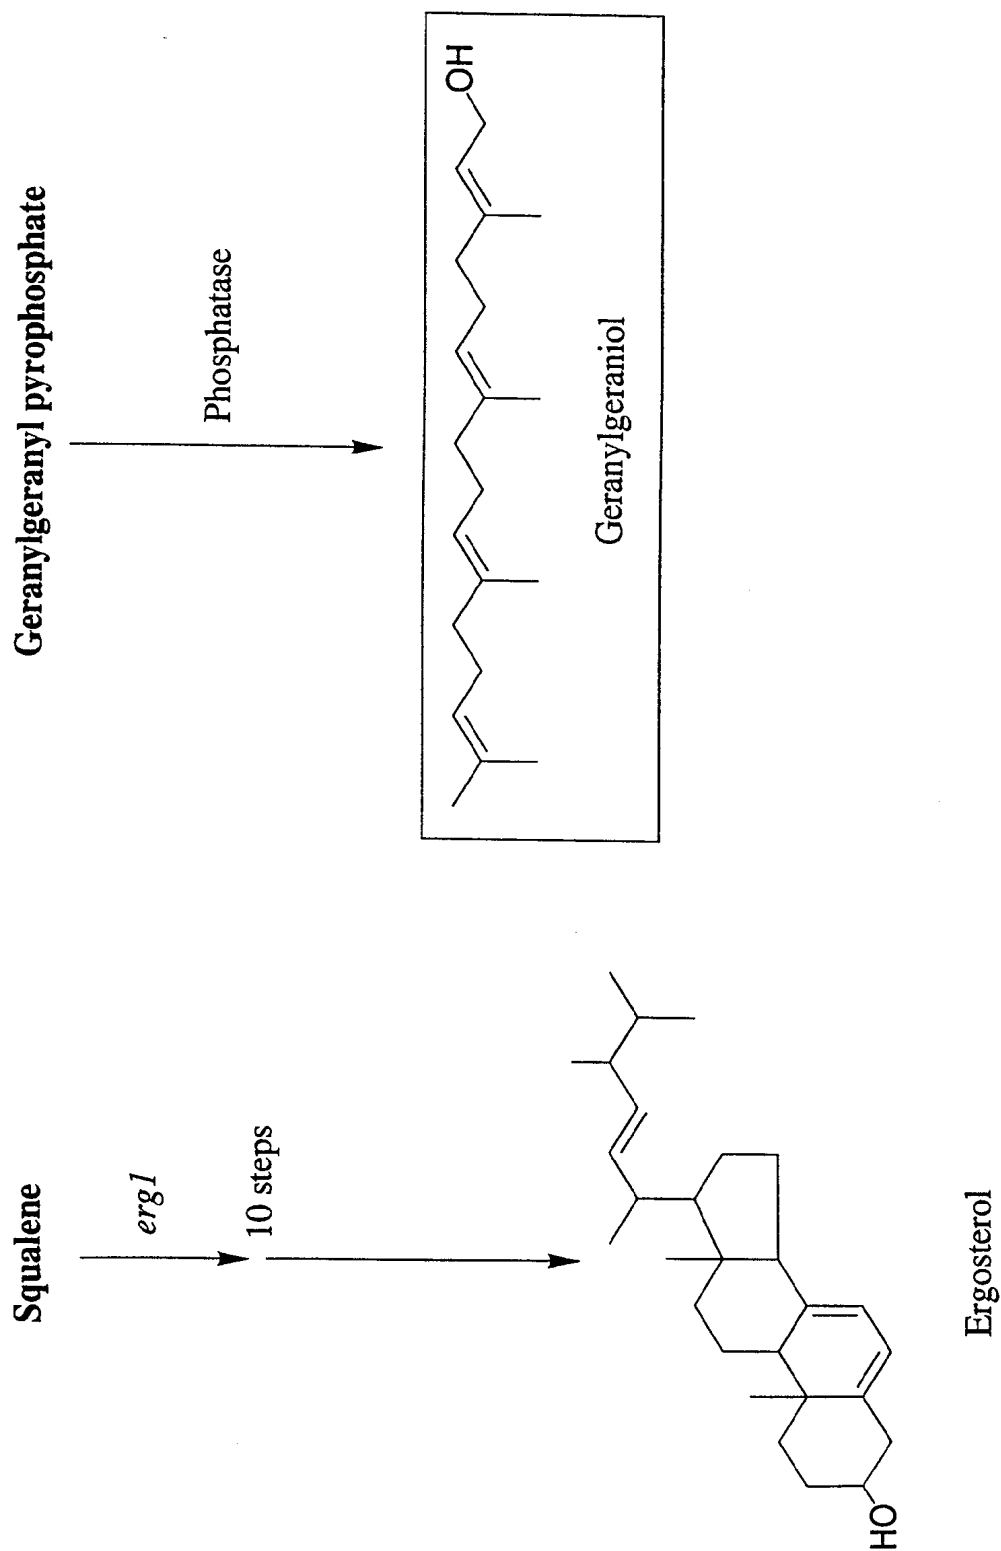 Squalene
erg1
10 steps
HO
Ergosterol
Geranylgeranyl pyrophosphate
Phosphatase
OH
Geranylgeraniol